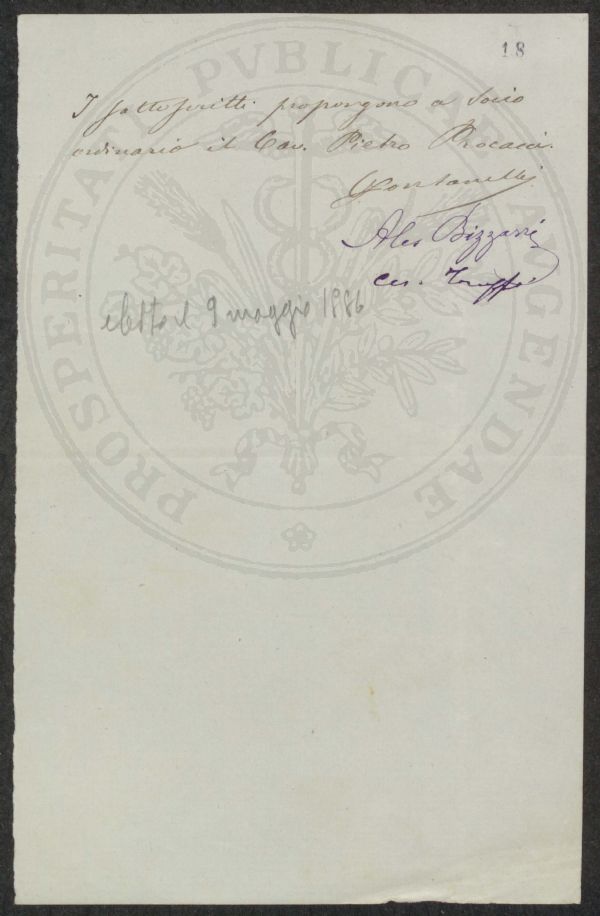 18
I sottoscritti propongono a Socio
ordinario il Cav. Pietro Procacci.
Fontanelli
Ales Bizzarri
Ces.
eletto il 9 maggio 1886
PROSPERITATI PVBLICAE AVGENDAE